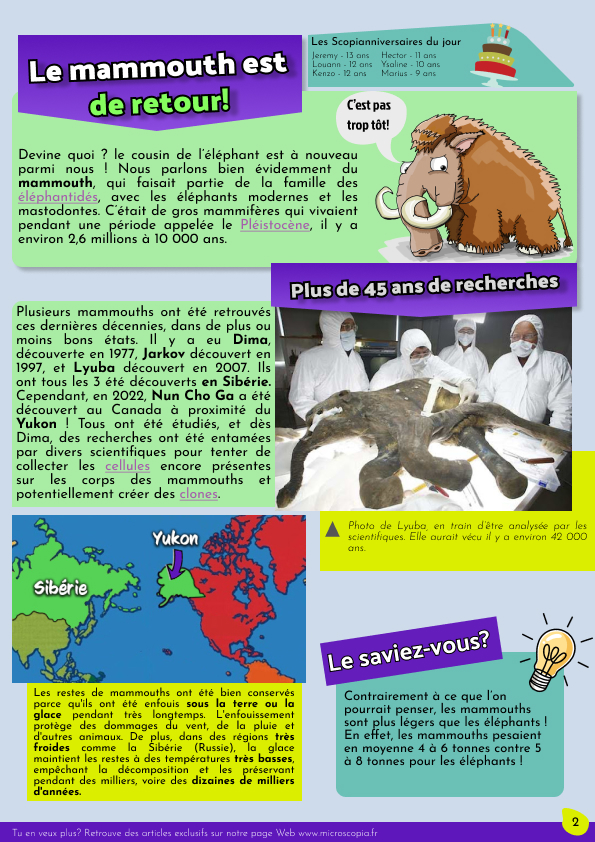 Les Scopianniversaires du jour
Jeremy - 13 ans
Louann - 12 ans
Kenzo - 12 ans
Hector - 11 ans
Ysaline - 10 ans
Marius - 9 ans
Le mammouth est
de retour!
C'est pas
trop tôt!
Devine quoi ? le cousin de l'éléphant est à nouveau
parmi nous ! Nous parlons bien évidemment du
mammouth, qui faisait partie de la famille des
éléphantidés, avec les éléphants modernes et les
mastodontes. C'était de gros mammifères qui vivaient
pendant une période appelée le Pléistocène, il y a
environ 2,6 millions à 10 000 ans.
Plus de 45 ans de recherches
Plusieurs mammouths ont été retrouvés
ces dernières décennies, dans de plus ou
moins bons états. Il y a eu Dima,
découverte en 1977, Jarkov découvert en
1997, et Lyuba découvert en 2007. Ils
ont tous les 3 été découverts en Sibérie.
Cependant, en 2022, Nun Cho Ga a été
découvert au Canada à proximité du
Yukon ! Tous ont été étudiés, et dès
Dima, des recherches ont été entamées
par divers scientifiques pour tenter de
collecter les cellules encore présentes
sur les corps des mammouths et
potentiellement créer des clones.
Photo de Lyuba, en train d'être analysée par les
scientifiques. Elle aurait vécu il y a environ 42 000
ans.
Yukon
Sibérie
Les restes de mammouths ont été bien conservés
parce qu'ils ont été enfouis sous la terre ou la
glace pendant très longtemps. L'enfouissement
protège des dommages du vent, de la pluie et
d'autres animaux. De plus, dans des régions très
froides comme la Sibérie (Russie), la glace
maintient les restes à des températures très basses,
empêchant la décomposition et les préservant
pendant des milliers, voire des dizaines de milliers
d'années.
Le saviez-vous?
Contrairement à ce que l'on
pourrait penser, les mammouths
sont plus légers que les éléphants !
En effet, les mammouths pesaient
en moyenne 4 à 6 tonnes contre 5
à 8 tonnes pour les éléphants !
2
Tu en veux plus? Retrouve des articles exclusifs sur notre page Web www.microscopia.fr